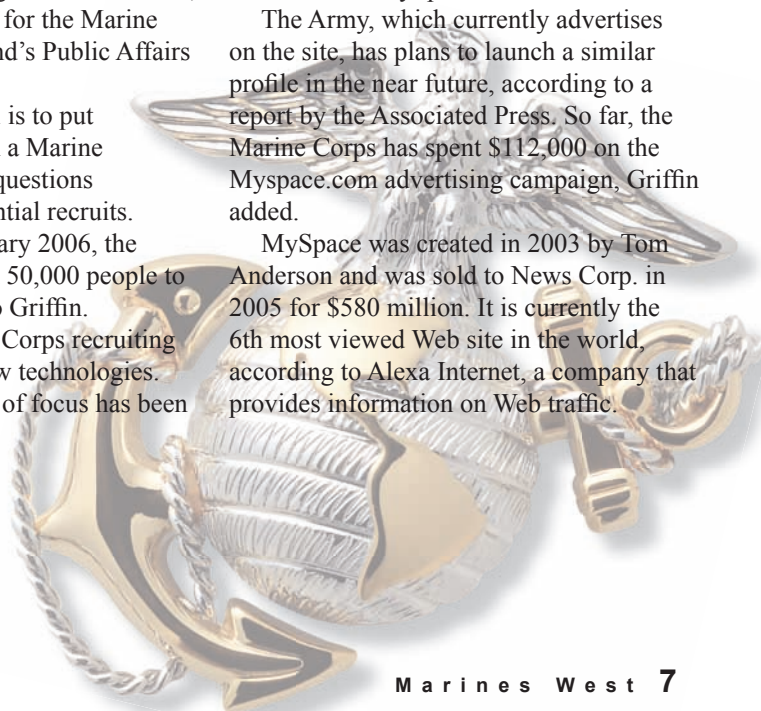 for the Marine
nd's Public Affairs
is to put
a Marine
questions
ntial recruits.
ary 2006, the
50,000 people to
o Griffin.
Corps recruiting
w technologies.
of focus has been
The Army, which currently advertises
on the site, has plans to launch a similar
profile in the near future, according to a
report by the Associated Press. So far, the
Marine Corps has spent $112,000 on the
Myspace.com advertising campaign, Griffin
added.
MySpace was created in 2003 by Tom
Anderson and was sold to News Corp. in
2005 for $580 million. It is currently the
6th most viewed Web site in the world,
according to Alexa Internet, a company that
provides information on Web traffic.
Marines West 7